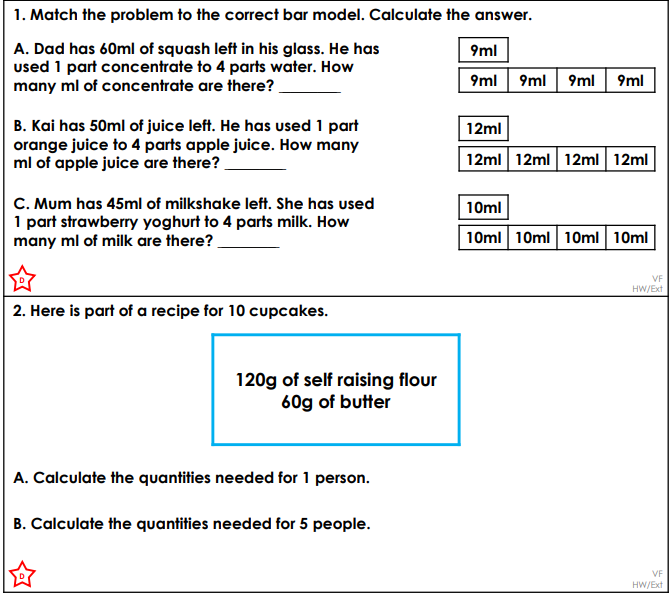 1. Match the problem to the correct bar model. Calculate the answer.
A. Dad has 60ml of squash left in his glass. He has
used 1 part concentrate to 4 parts water. How
many ml of concentrate are there? ________
9ml
9ml 9ml 9ml 9ml
B. Kai has 50ml of juice left. He has used 1 part
orange juice to 4 parts apple juice. How many
ml of apple juice are there? ________
12ml
12ml 12ml 12ml 12ml
C. Mum has 45ml of milkshake left. She has used
1 part strawberry yoghurt to 4 parts milk. How
many ml of milk are there? ________
10ml
10ml 10ml 10ml 10ml
D
VF
HW/Ext
2. Here is part of a recipe for 10 cupcakes.
120g of self raising flour
60g of butter
A. Calculate the quantities needed for 1 person.
B. Calculate the quantities needed for 5 people.
D
VF
HW/Ext